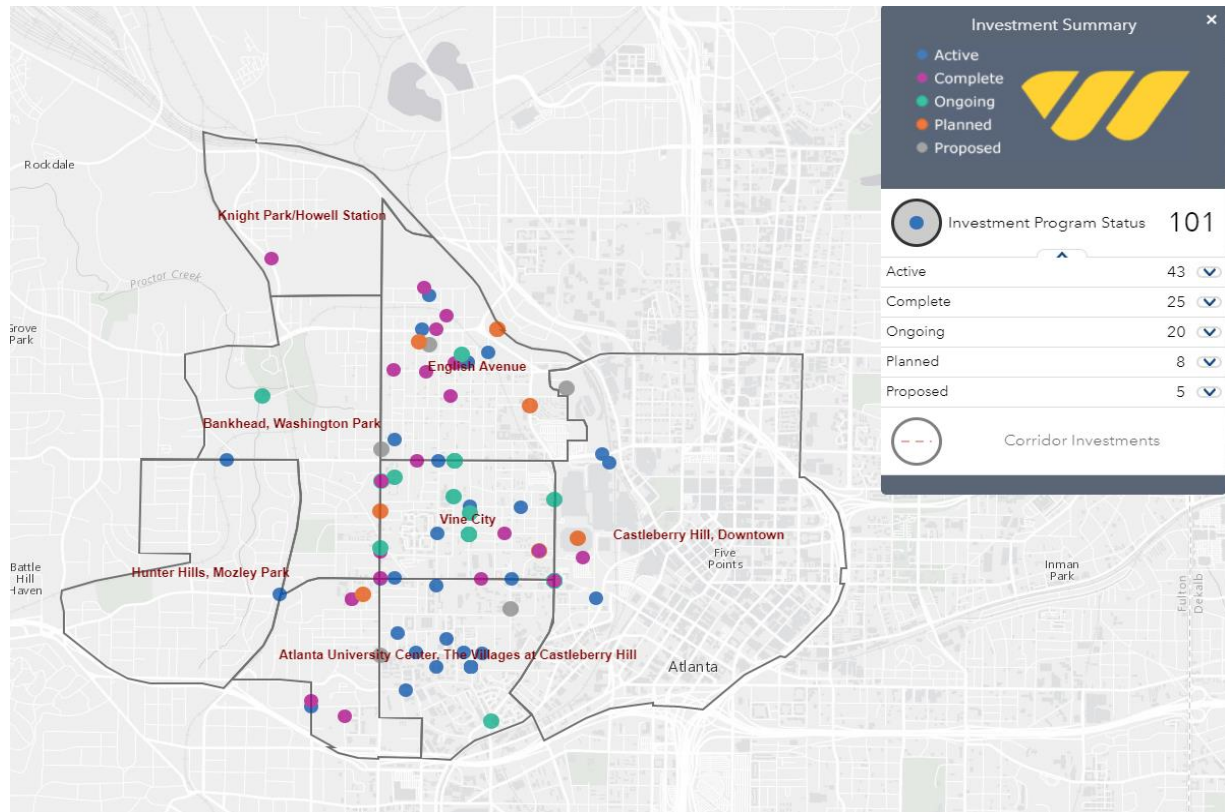 Investment Summary
×
Active
Complete
Ongoing
Planned
Proposed
Investment Program Status 101
Active 43
Complete 25
Ongoing 20
Planned 8
Proposed 5
Corridor Investments
Rockdale
Knight Park/Howell Station
Proctor Creek
Grove
Park
English Avenue
Bankhead, Washington Park
Vine City
Castleberry Hill, Downtown
Five
Points
Battle
Hill
Haven
Hunter Hills, Mozley Park
Inman
Park
Fulton
Dekalb
Atlanta University Center, The Villages at Castleberry Hill
Atlanta